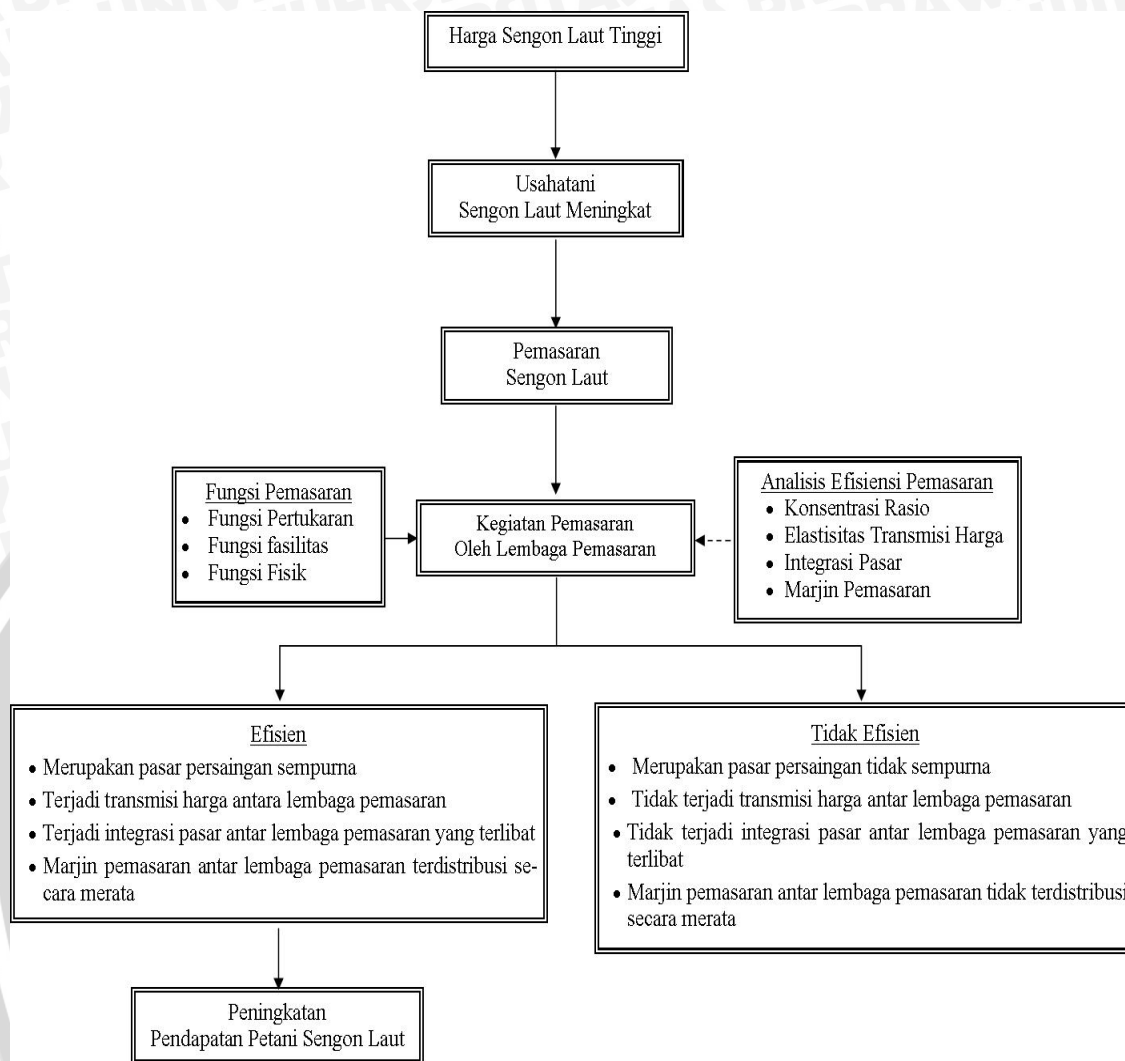 Harga Sengon Laut Tinggi
Usahatani
Sengon Laut Meningkat
Pemasaran
Sengon Laut
Fungsi Pemasaran
• Fungsi Pertukaran
• Fungsi fasilitas
• Fungsi Fisik
Kegiatan Pemasaran
Oleh Lembaga Pemasaran
Analisis Efisiensi Pemasaran
• Konsentrasi Rasio
• Elastisitas Transmisi Harga
• Integrasi Pasar
• Marjin Pemasaran
Efisien
• Merupakan pasar persaingan sempurna
• Terjadi transmisi harga antara lembaga pemasaran
• Terjadi integrasi pasar antar lembaga pemasaran yang terlibat
• Marjin pemasaran antar lembaga pemasaran terdistribusi se-
cara merata
Tidak Efisien
• Merupakan pasar persaingan tidak sempurna
• Tidak terjadi transmisi harga antar lembaga pemasaran
• Tidak terjadi integrasi pasar antar lembaga pemasaran yang
terlibat
• Marjin pemasaran antar lembaga pemasaran tidak terdistribusi
secara merata
Peningkatan
Pendapatan Petani Sengon Laut